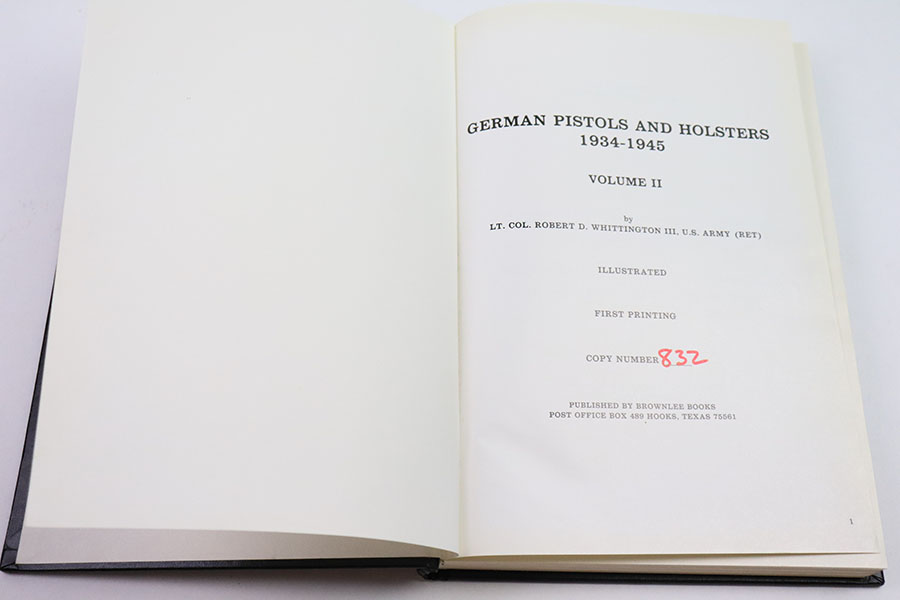 GERMAN PISTOLS AND HOLSTERS
1934-1945
VOLUME II
by
LT. COL. ROBERT D. WHITTINGTON III, U.S. ARMY (RET)
ILLUSTRATED
FIRST PRINTING
COPY NUMBER 832
PUBLISHED BY BROWNLEE BOOKS
POST OFFICE BOX 489 HOOKS, TEXAS 75561
1